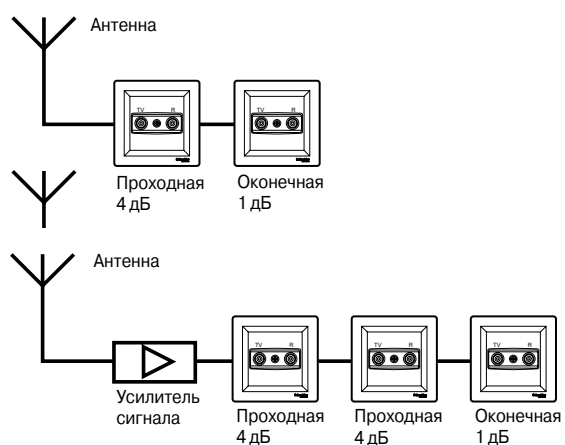 Антенна
TV R
TV R
Проходная
4 дБ
Оконечная
1 дБ
Антенна
TV R
TV R
TV R
Усилитель
сигнала
Проходная
4 дБ
Проходная
4 дБ
Оконечная
1 дБ